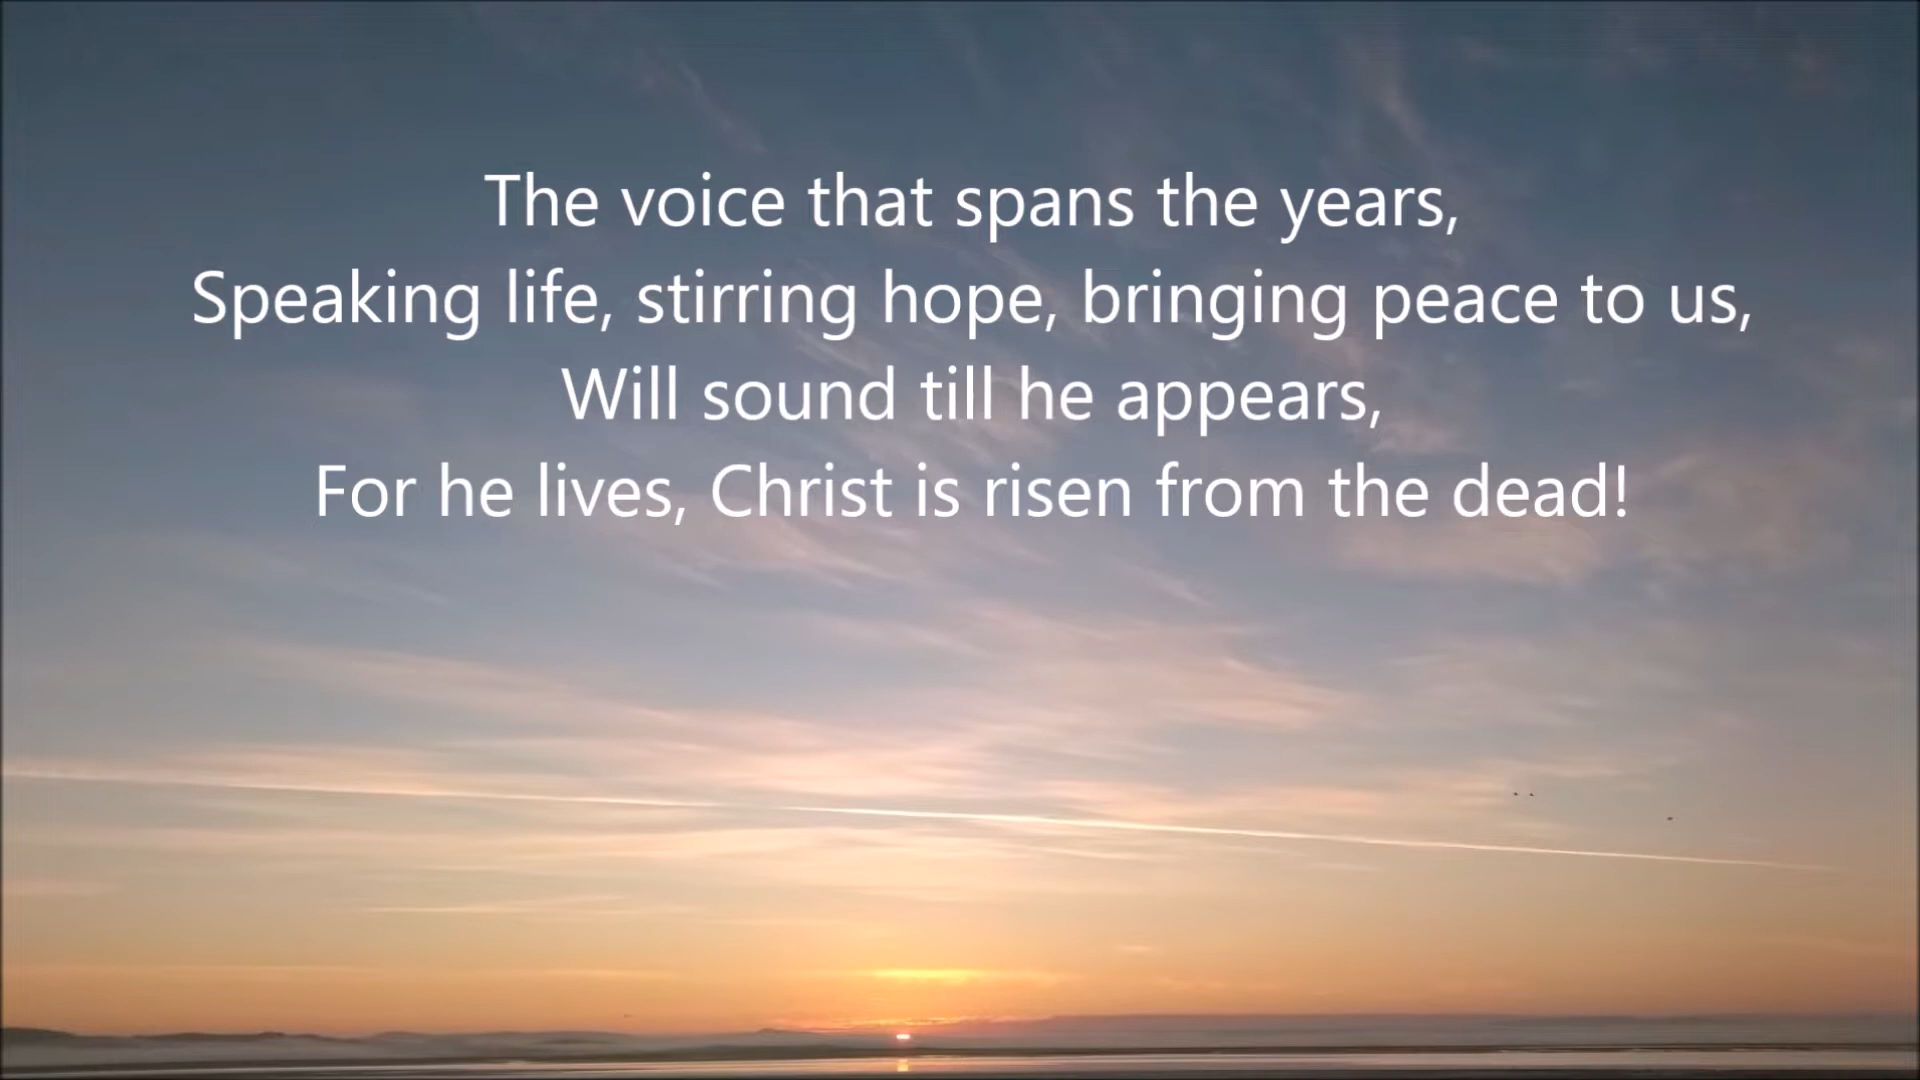 The voice that spans the years,
Speaking life, stirring hope, bringing peace to us,
Will sound till he appears,
For he lives, Christ is risen from the dead!